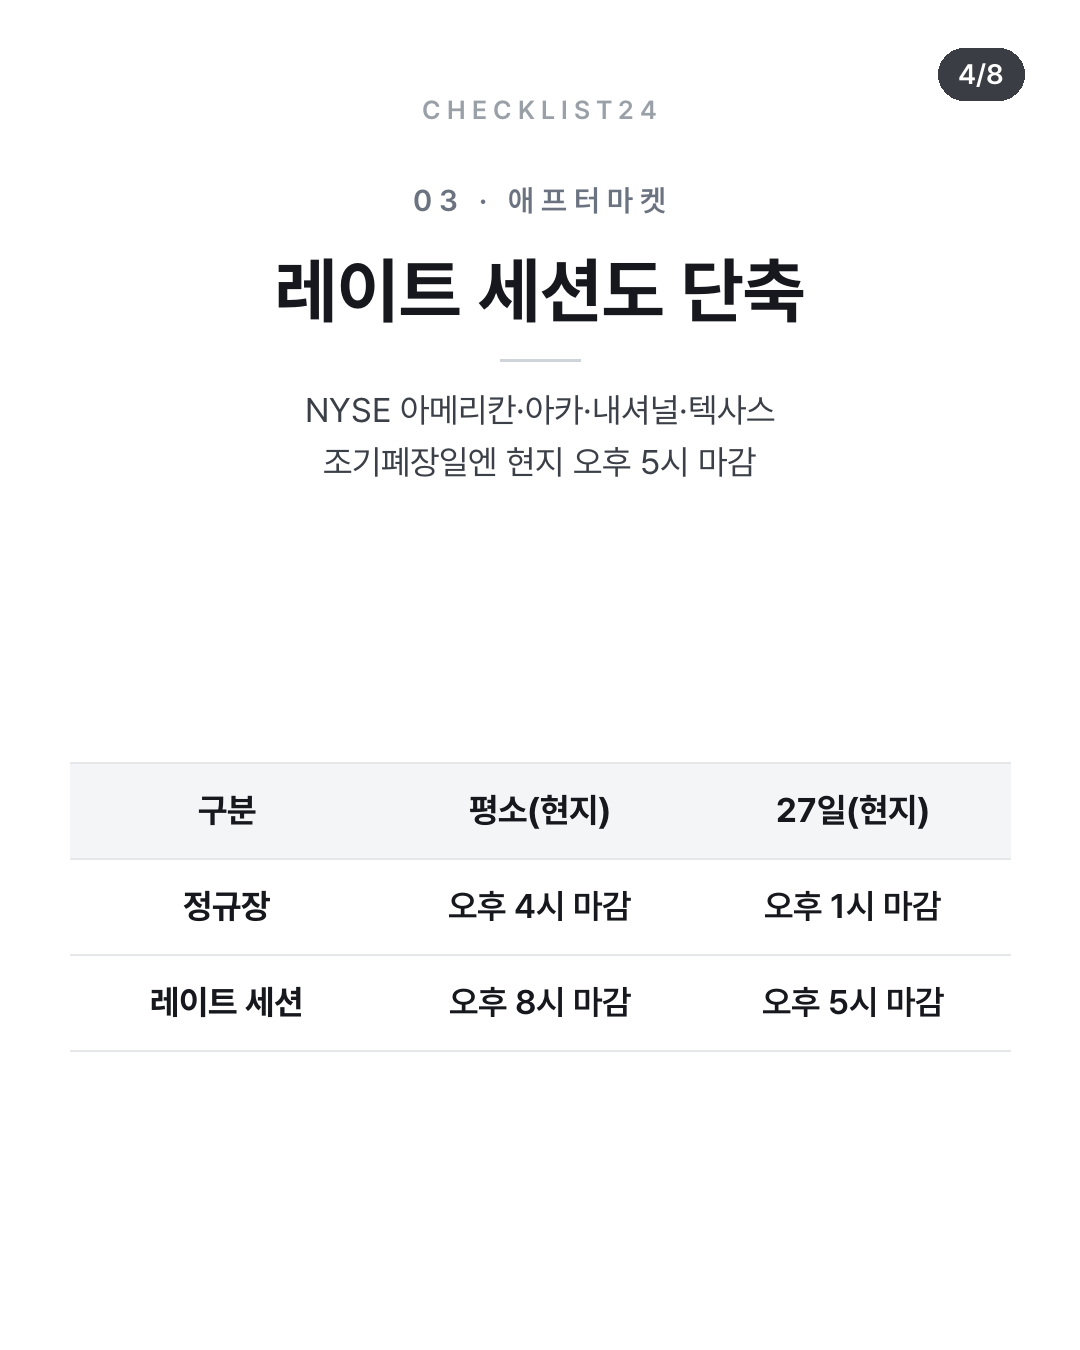 4/8
CHECKLIST24
03 · 애프터마켓
레이트 세션도 단축
NYSE 아메리칸·아카·내셔널·텍사스
조기폐장일엔 현지 오후 5시 마감
구분 평소(현지) 27일(현지)
정규장 오후 4시 마감 오후 1시 마감
레이트 세션 오후 8시 마감 오후 5시 마감